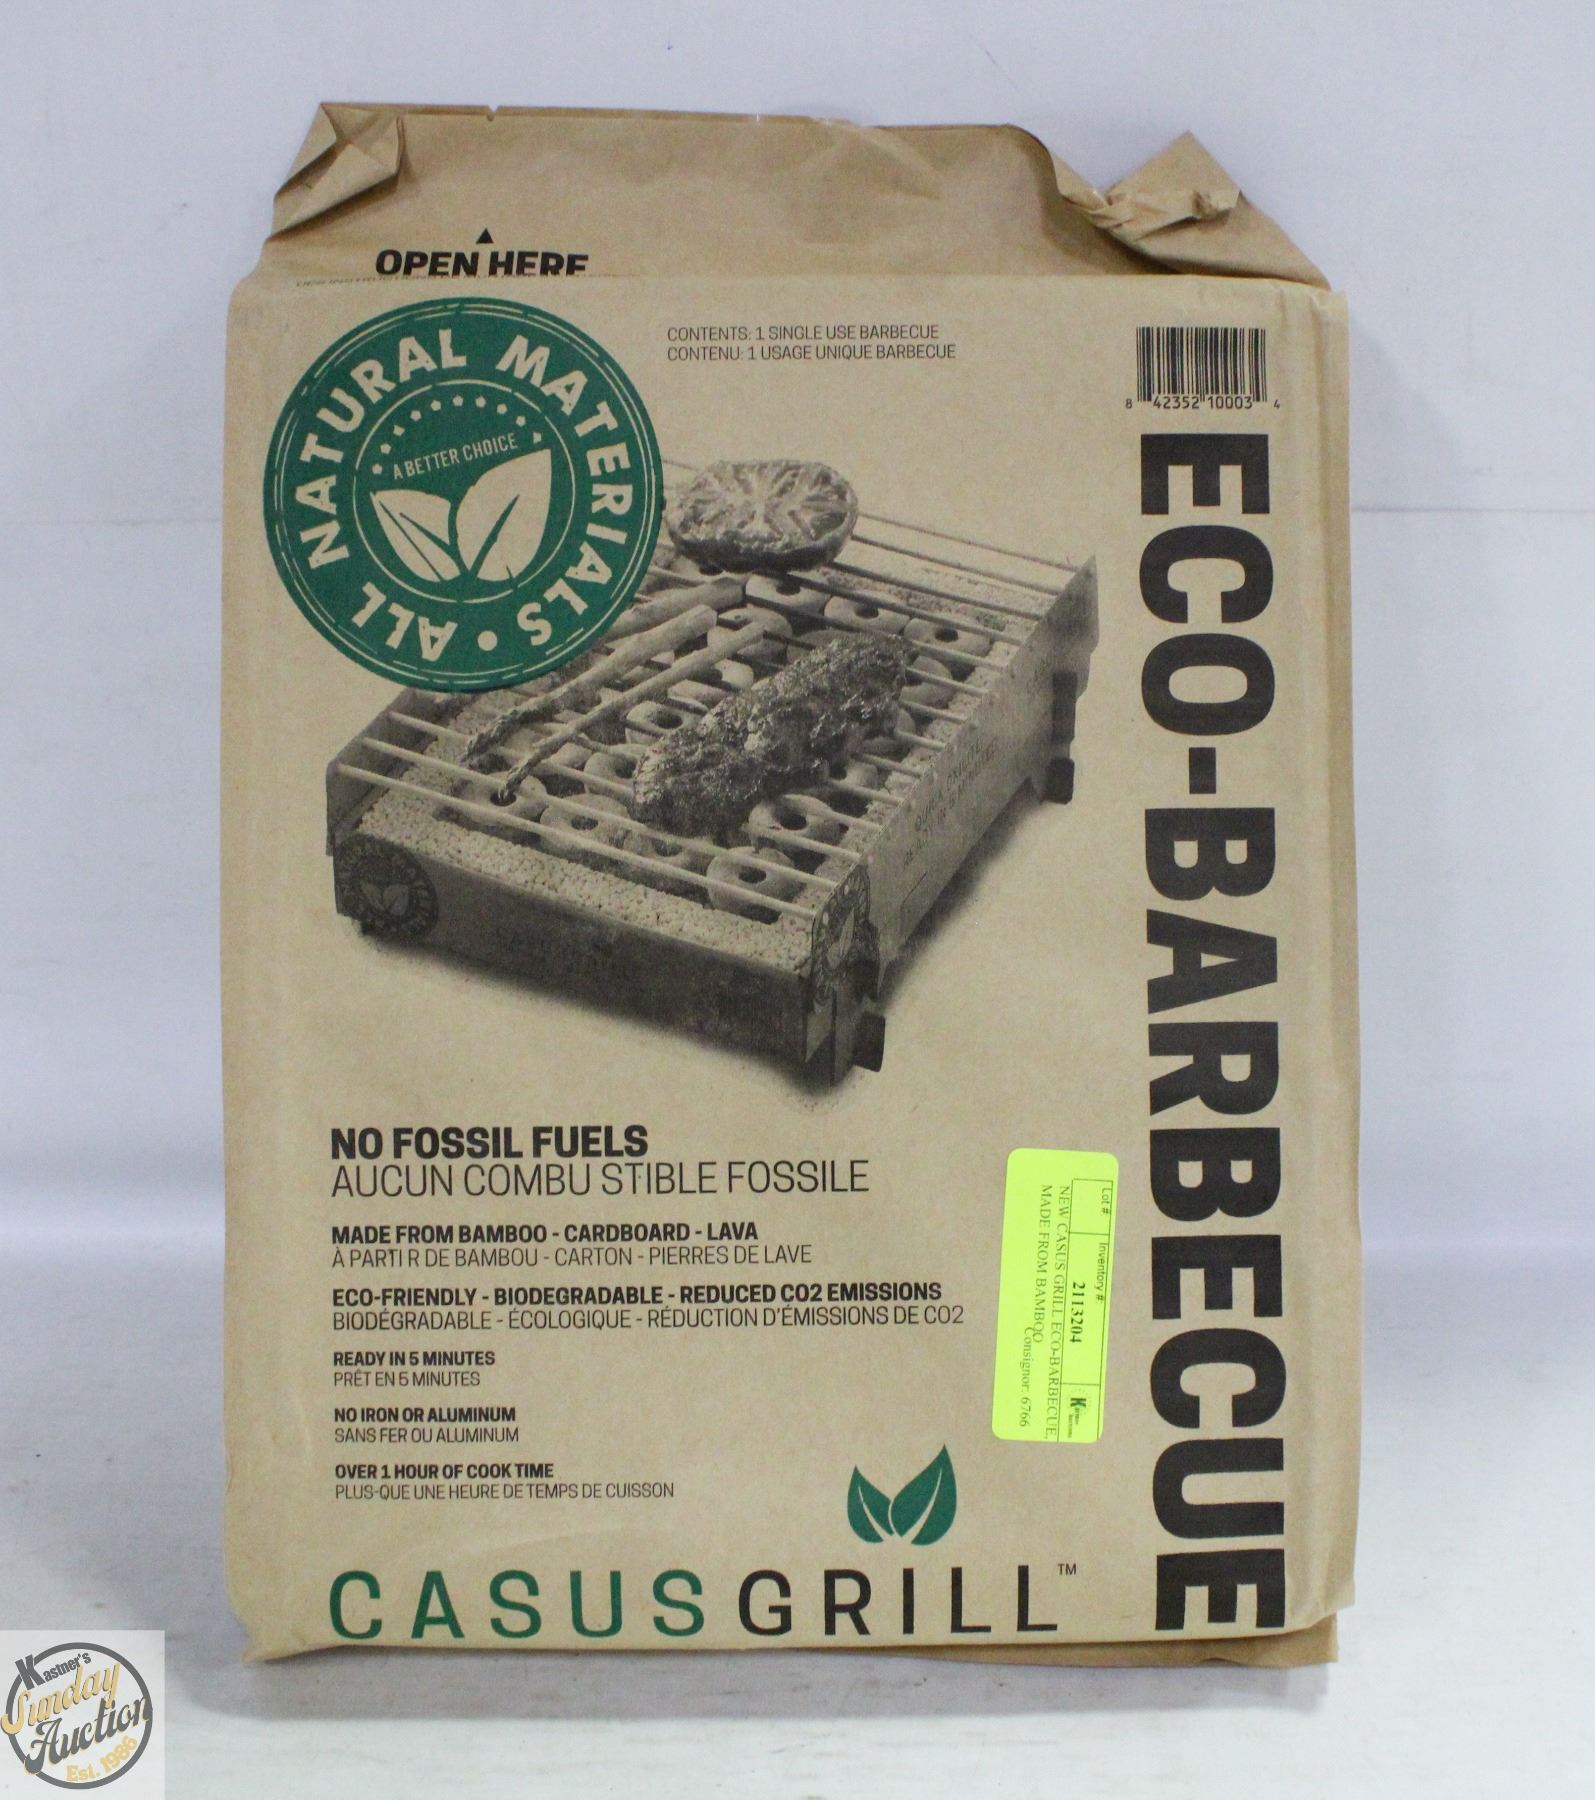 OPEN HERE
ALL NATURAL MATERIALS •
A BETTER CHOICE
CONTENTS: 1 SINGLE USE BARBECUE
CONTENU: 1 USAGE UNIQUE BARBECUE
8 42352 10003 4
ECO-BARBECUE
NO FOSSIL FUELS
AUCUN COMBU STIBLE FOSSILE
MADE FROM BAMBOO - CARDBOARD - LAVA
À PARTI R DE BAMBOU - CARTON - PIERRES DE LAVE
ECO-FRIENDLY - BIODEGRADABLE - REDUCED CO2 EMISSIONS
BIODÉGRADABLE - ÉCOLOGIQUE - RÉDUCTION D'ÉMISSIONS DE CO2
READY IN 5 MINUTES
PRÊT EN 5 MINUTES
NO IRON OR ALUMINUM
SANS FER OU ALUMINUM
OVER 1 HOUR OF COOK TIME
PLUS-QUE UNE HEURE DE TEMPS DE CUISSON
CASUSGRILL™
Lot #:
Inventory #:
2113204
NEW CASUS GRILL ECO-BARBECUE,
MADE FROM BAMBOO
Consignor: 6766
Kastner's
Sunday
Auction
Est. 1986